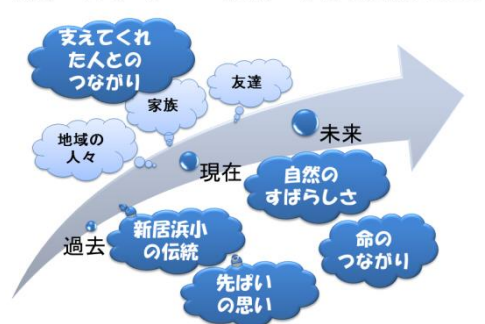 支えてくれ
た人との
つながり
家族
友達
地域の
人々
未来
現在
過去
自然の
すばらしさ
新居浜小
の伝統
命の
つながり
先ぱい
の思い